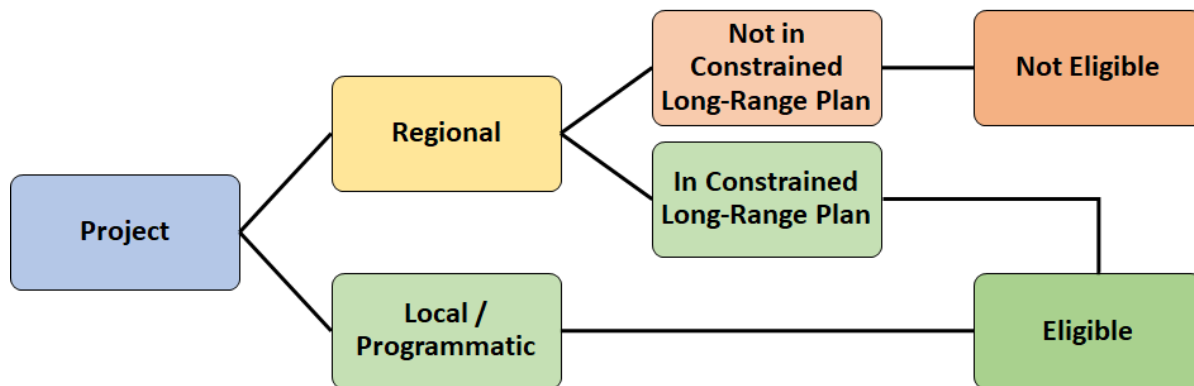 Not in
Constrained
Long-Range Plan
Not Eligible
Regional
In Constrained
Long-Range Plan
Project
Local /
Programmatic
Eligible